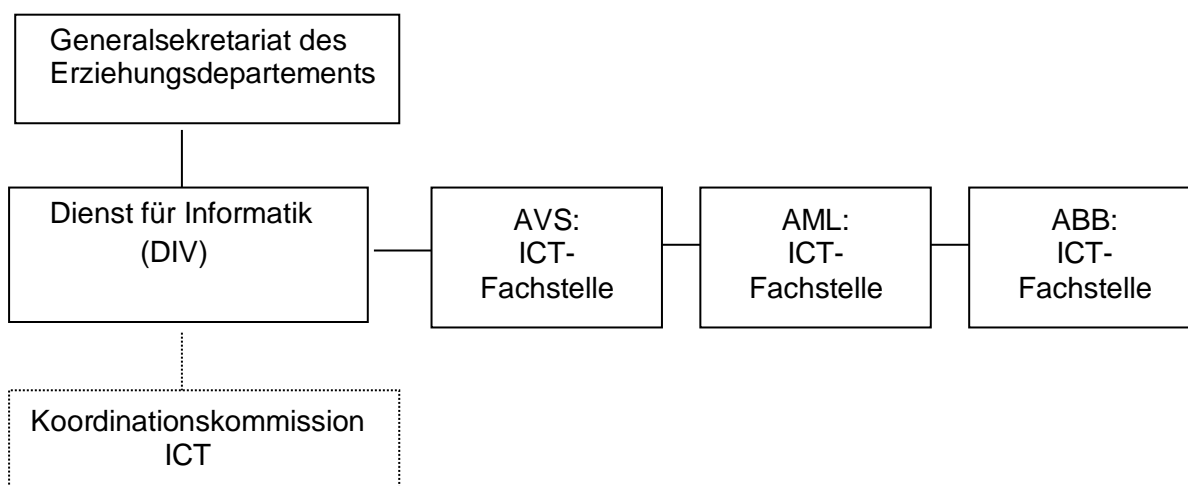 Generalsekretariat des
Erziehungsdepartements
Dienst für Informatik
(DIV)
AVS:
ICT-
Fachstelle
AML:
ICT-
Fachstelle
ABB:
ICT-
Fachstelle
Koordinationskommission
ICT